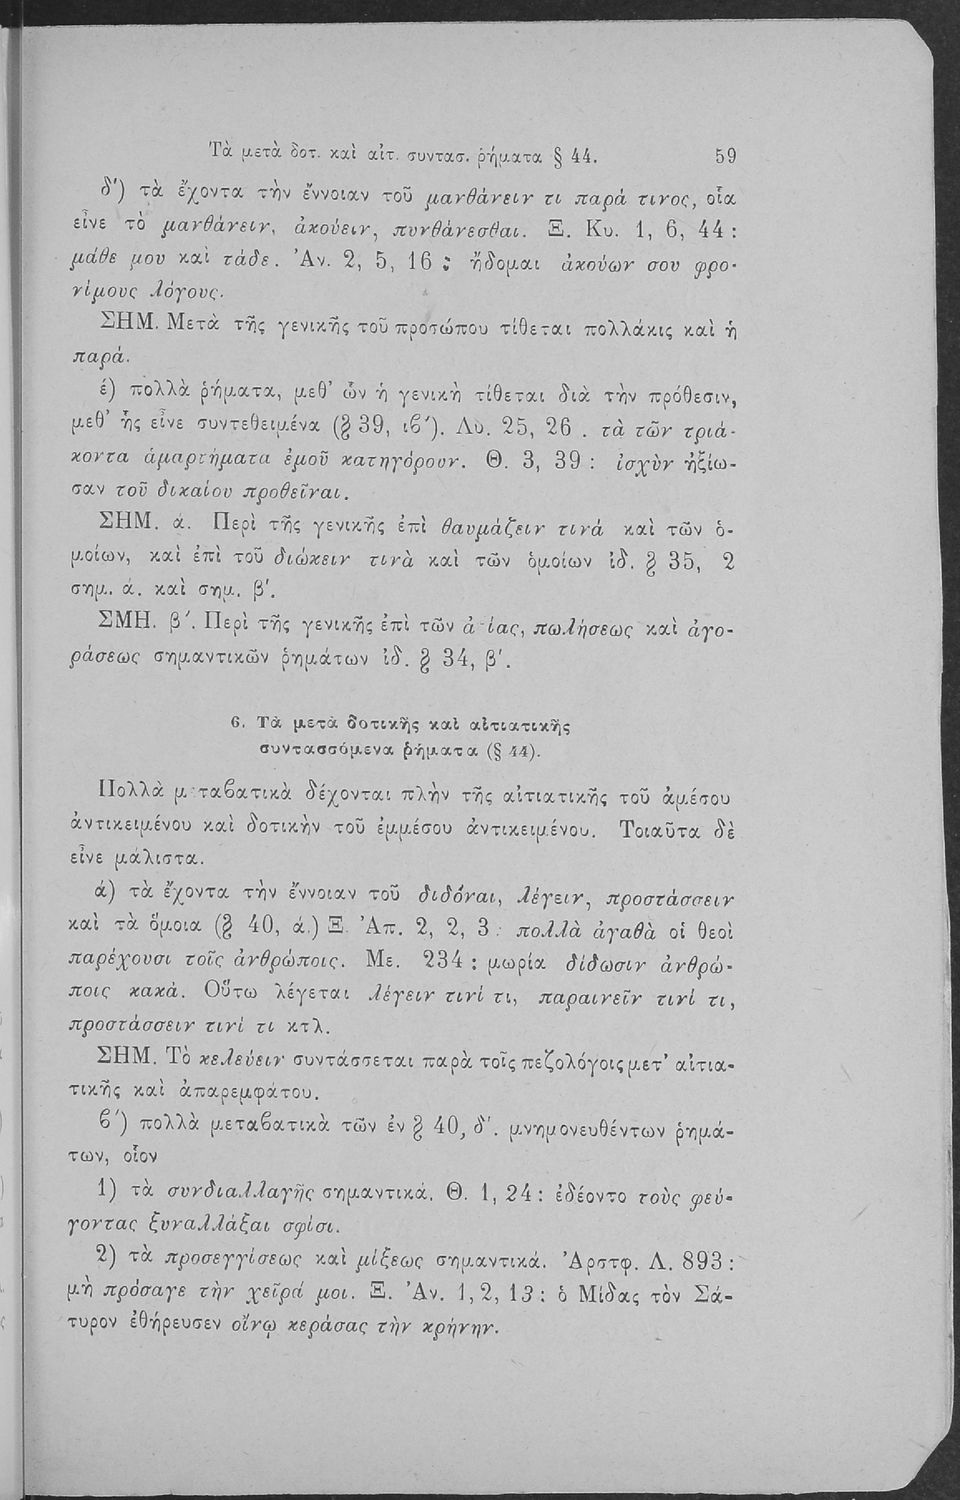 Τὰ μετὰ δοτ. καὶ αἰτ. συντασ. ῥήματα § 44. 59
δ') τὰ ἔχοντα τὴν ἔννοιαν τοῦ μανθάνειν τι παρά τινος, οἷα
εἶνε τὸ μανθάνειν, ἀκούειν, πυνθάνεσθαι. Ξ. Κυ. 1, 6, 44 :
μάθε μου καὶ τάδε. Ἀν. 2, 5, 16 : ἥδομαι ἀκούων σου φρο-
νίμους λόγους.
ΣΗΜ. Μετὰ τῆς γενικῆς τοῦ προσώπου τίθεται πολλάκις καὶ ἡ
παρά.
έ) πολλὰ ῥήματα, μεθ' ὧν ἡ γενικὴ τίθεται διὰ τὴν πρόθεσιν,
μεθ' ἧς εἶνε συντεθειμένα (§ 39, ιϐ'). Λυ. 25, 26 . τὰ τῶν τριά-
κοντα ἁμαρτήματα ἐμοῦ κατηγόρουν. Θ. 3, 39 : ἰσχὺν ἠξίω-
σαν τοῦ δικαίου προθεῖναι.
ΣΗΜ. ά. Περὶ τῆς γενικῆς ἐπὶ θαυμάζειν τινά καὶ τῶν ὁ-
μοίων, καὶ ἐπὶ τοῦ διώκειν τινὰ καὶ τῶν ὁμοίων ἰδ. § 35, 2
σημ. ά. καὶ σημ. β'.
ΣΜΗ. β'. Περὶ τῆς γενικῆς ἐπὶ τῶν ἀ ίας, πωλήσεως καὶ ἀγο-
ράσεως σημαντικῶν ῥημάτων ἰδ. § 34, β'.
6. Τὰ μετὰ δοτικῆς καὶ αἰτιατικῆς
συντασσόμενα ῥήματα (§ 44).
Πολλὰ μεταϐατικὰ δέχονται πλὴν τῆς αἰτιατικῆς τοῦ ἀμέσου
ἀντικειμένου καὶ δοτικὴν τοῦ ἐμμέσου ἀντικειμένου. Τοιαῦτα δὲ
εἶνε μάλιστα.
ά) τὰ ἔχοντα τὴν ἔννοιαν τοῦ διδόναι, λέγειν, προστάσσειν
καὶ τὰ ὅμοια (§ 40, ά.) Ξ. Ἀπ. 2, 2, 3 : πολλὰ ἀγαθὰ οἱ θεοὶ
παρέχουσι τοῖς ἀνθρώποις. Με. 234 : μωρία δίδωσιν ἀνθρώ-
ποις κακά. Οὕτω λέγεται λέγειν τινί τι, παραινεῖν τινί τι,
προστάσσειν τινί τι κτλ.
ΣΗΜ. Τὸ κελεύειν συντάσσεται παρὰ τοῖς πεζολόγοις μετ' αἰτια-
τικῆς καὶ ἀπαρεμφάτου.
ϐ') πολλὰ μεταϐατικὰ τῶν ἐν § 40, δ'. μνημονευθέντων ῥημά-
των, οἷον
1) τὰ συνδιαλλαγῆς σημαντικά. Θ. 1, 24 : ἐδέοντο τοὺς φεύ-
γοντας ξυναλλάξαι σφίσι.
2) τὰ προσεγγίσεως καὶ μίξεως σημαντικά. Ἀρστφ. Λ. 893 :
μὴ πρόσαγε τὴν χεῖρά μοι. Ξ. Ἀν. 1, 2, 13 : ὁ Μίδας τὸν Σά-
τυρον ἐθήρευσεν οἴνῳ κεράσας τὴν κρήνην.